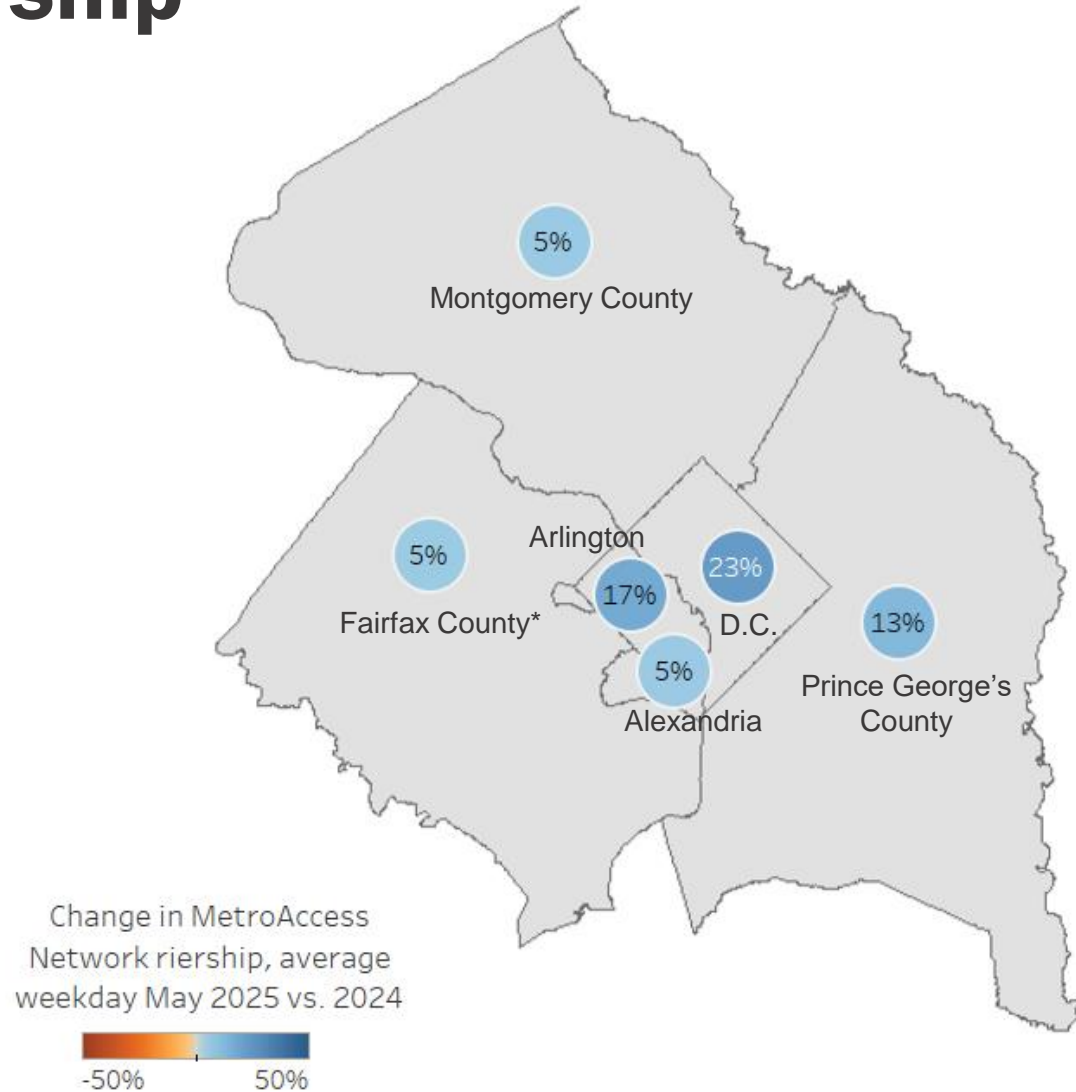 ship
5%
Montgomery County
Arlington
5%
23%
17%
Fairfax County*
D.C.
13%
5%
Prince George's
County
Alexandria
Change in MetroAccess
Network riership, average
weekday May 2025 vs. 2024
-50% 50%